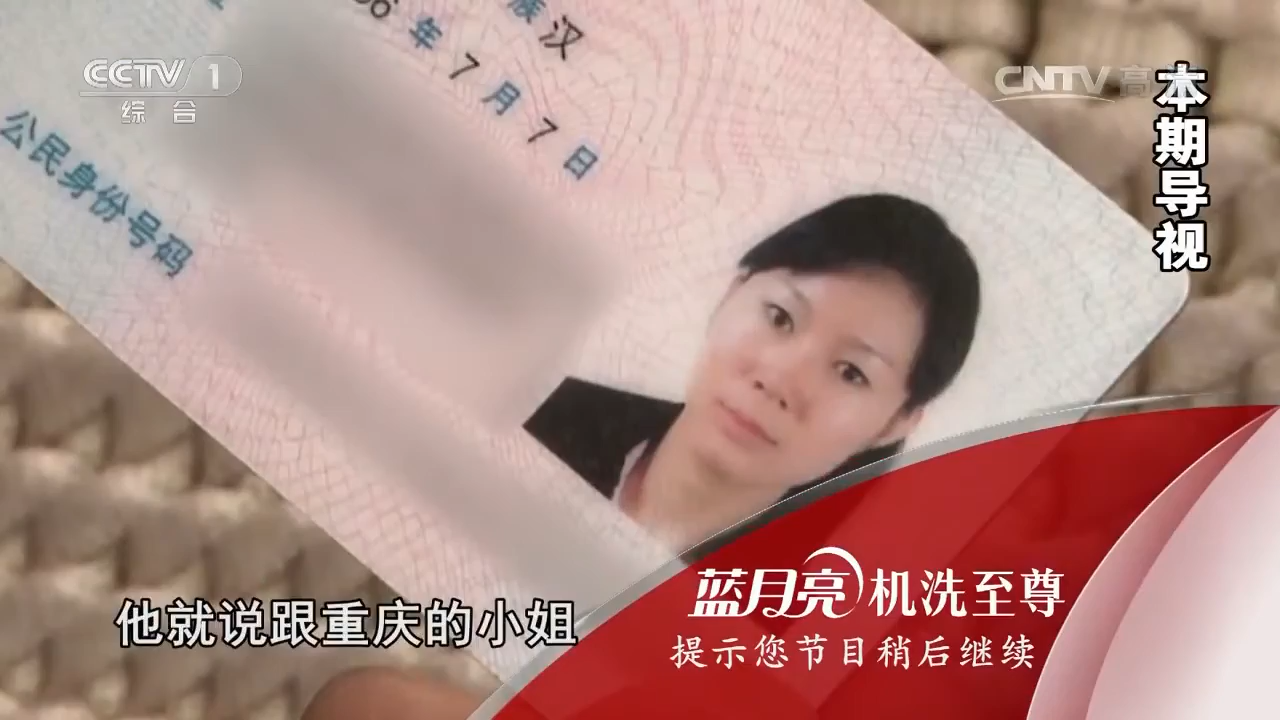 CCTV 1
综合
CNTV 高
本期导视
族汉
年7月7日
公民身份号码
他就说跟重庆的小姐
蓝月亮 机洗至尊
提示您节目稍后继续